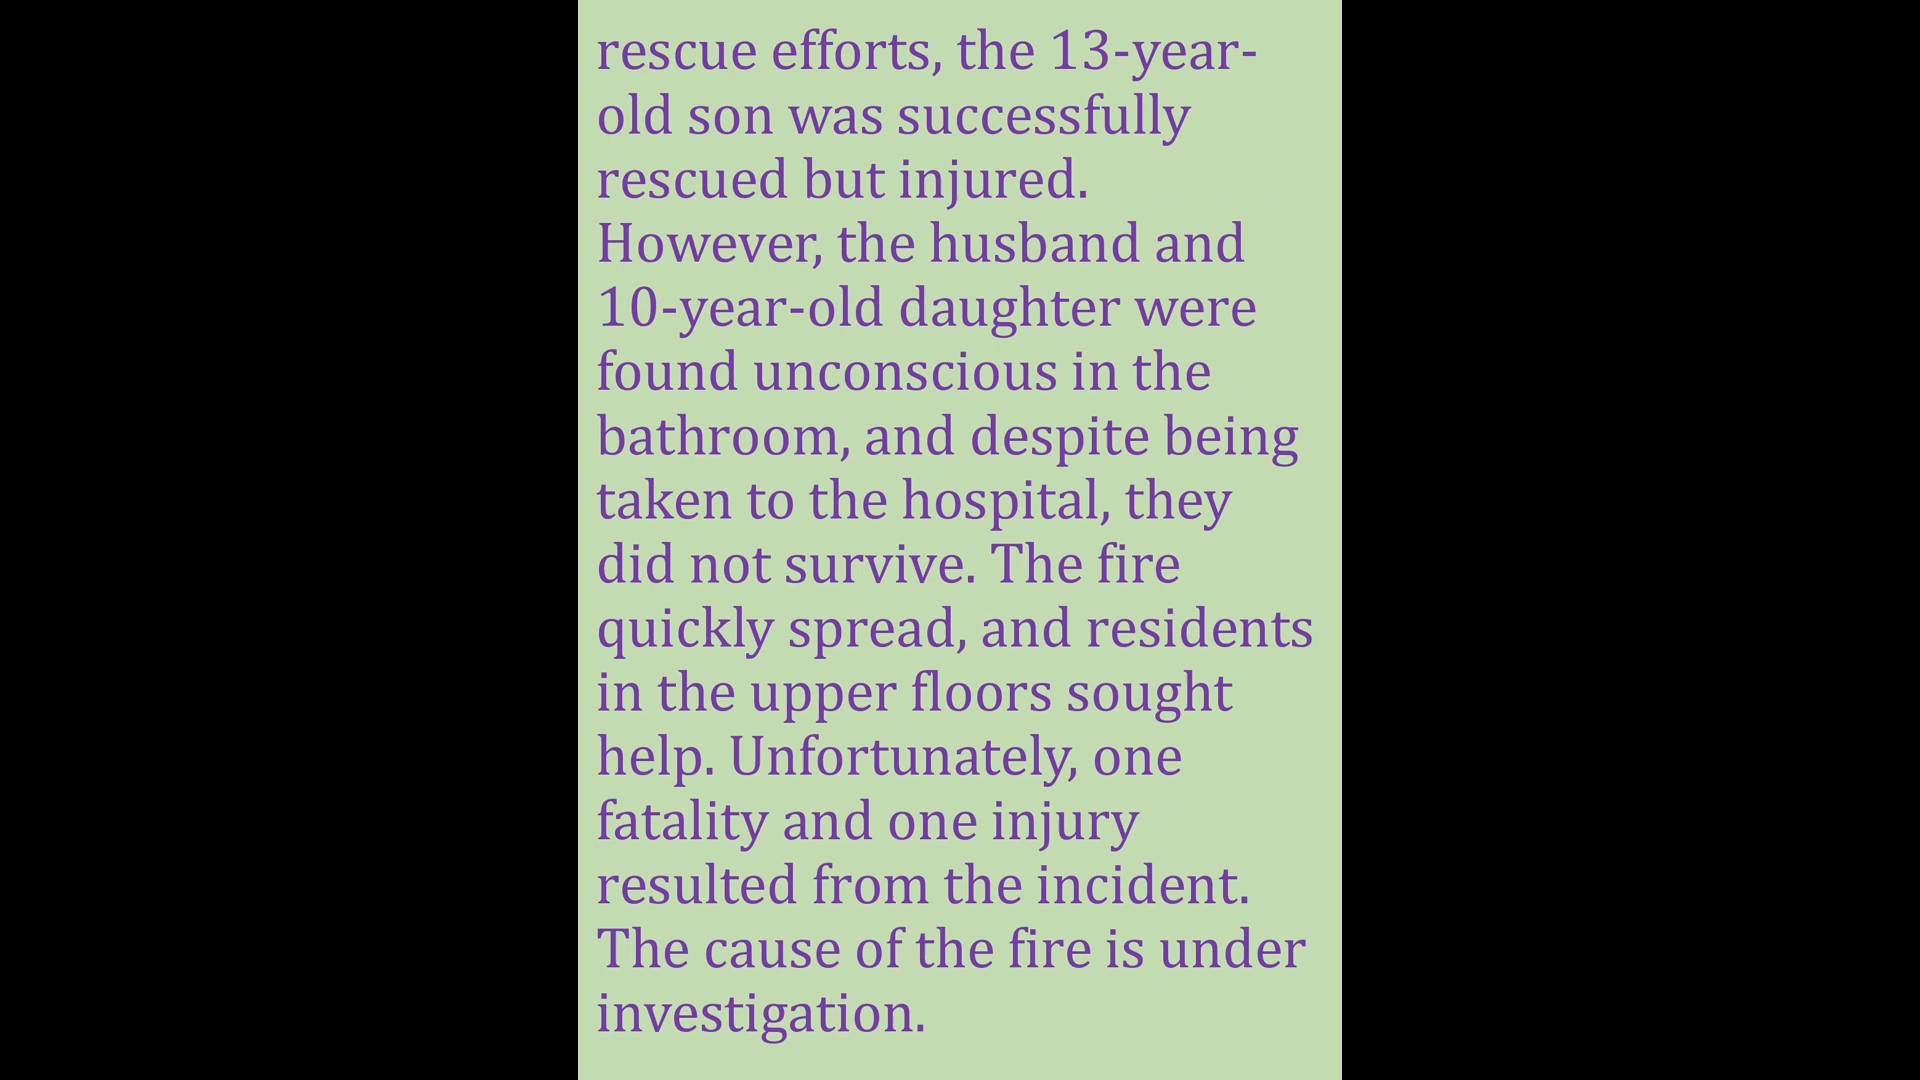 rescue efforts, the 13-year-
old son was successfully
rescued but injured.
However, the husband and
10-year-old daughter were
found unconscious in the
bathroom, and despite being
taken to the hospital, they
did not survive. The fire
quickly spread, and residents
in the upper floors sought
help. Unfortunately, one
fatality and one injury
resulted from the incident.
The cause of the fire is under
investigation.